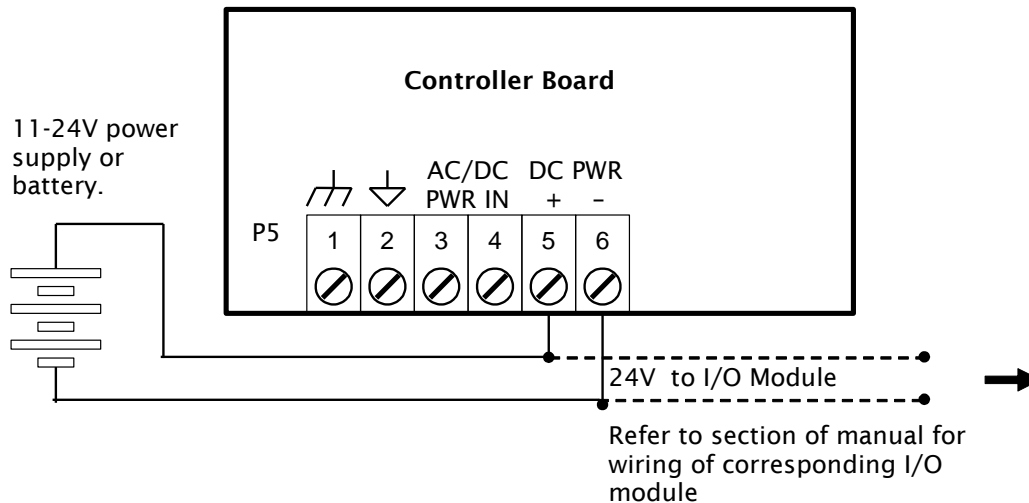 Controller Board
11-24V power
supply or
battery.
AC/DC DC PWR
PWR IN + –
P5 1 2 3 4 5 6
24V to I/O Module
Refer to section of manual for
wiring of corresponding I/O
module